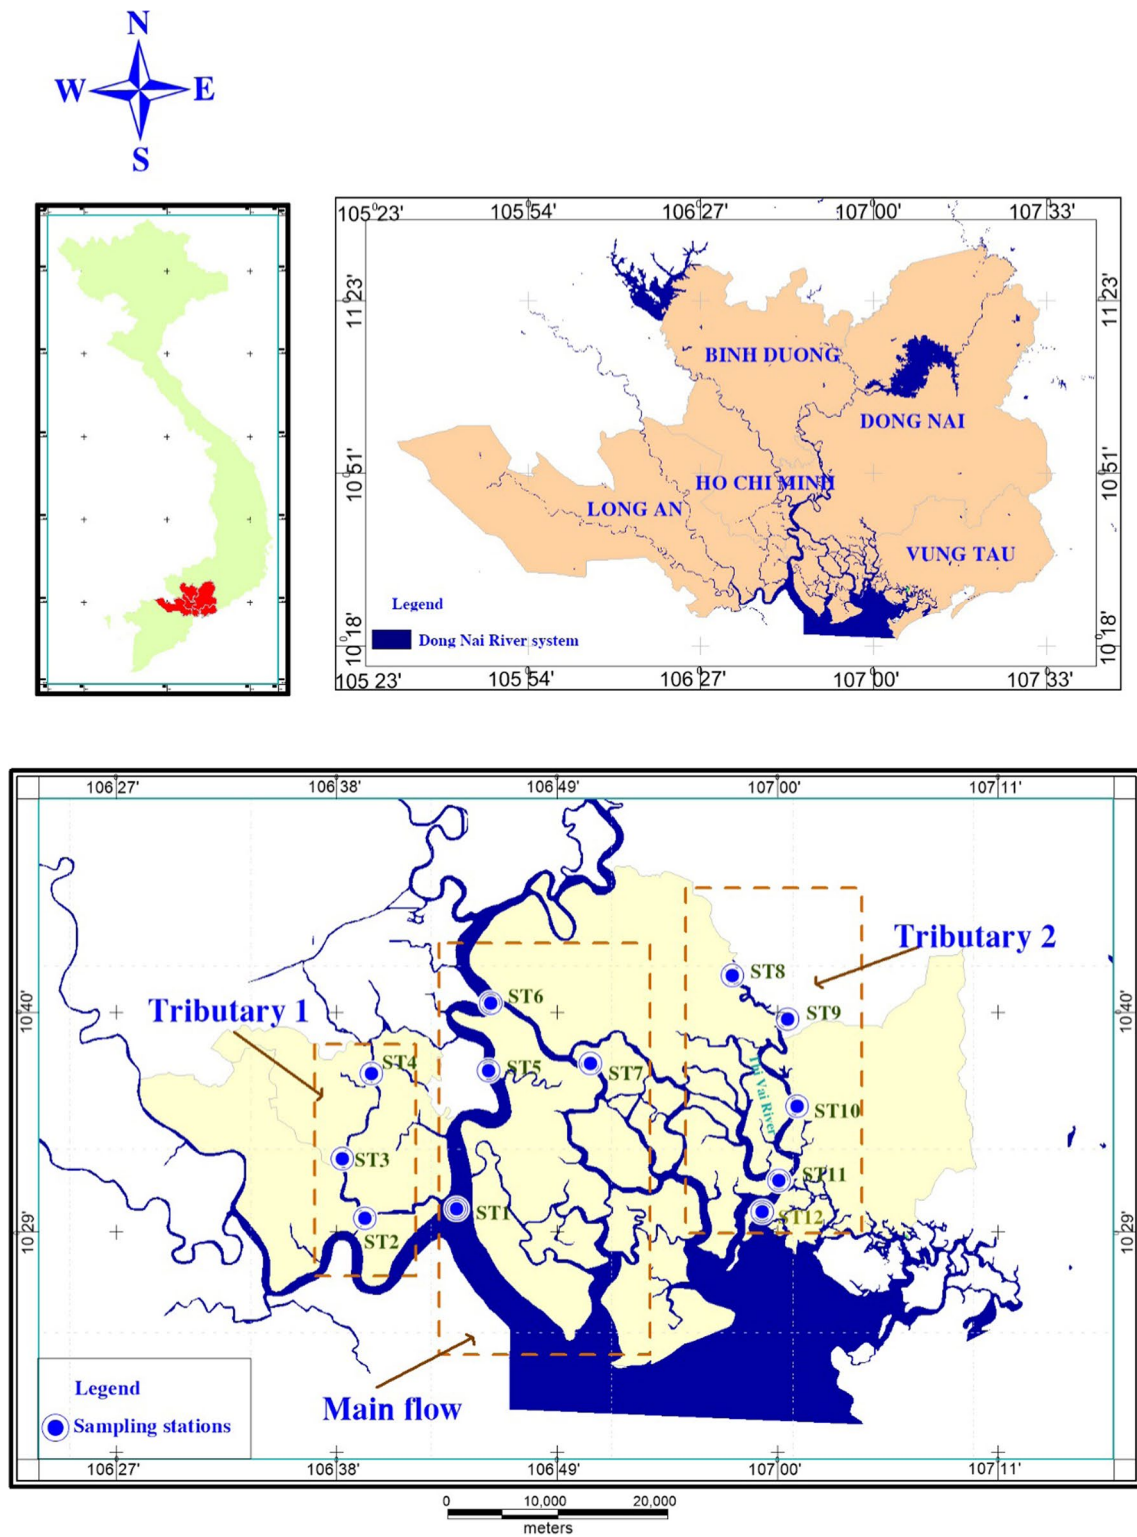 N
W E
S
105°23' 105°54' 106°27' 107°00' 107°33'
11°23' 11°23'
BINH DUONG
DONG NAI
10°51' 10°51'
HO CHI MINH
LONG AN
VUNG TAU
Legend
Dong Nai River system
10°18' 10°18'
105 23' 105°54' 106°27' 107°00' 107°33'
106°27' 106°38' 106°49' 107°00' 107°11'
Tributary 2
ST8
ST6
ST9
10°40' 10°40'
Tributary 1
ST4
ST5
ST7
Thi Vai River
ST10
ST3
ST11
ST1
ST12
ST2
10°29' 10°29'
Main flow
Legend
Sampling stations
106°27' 106°38' 106°49' 107°00' 107°11'
0 10,000 20,000
meters